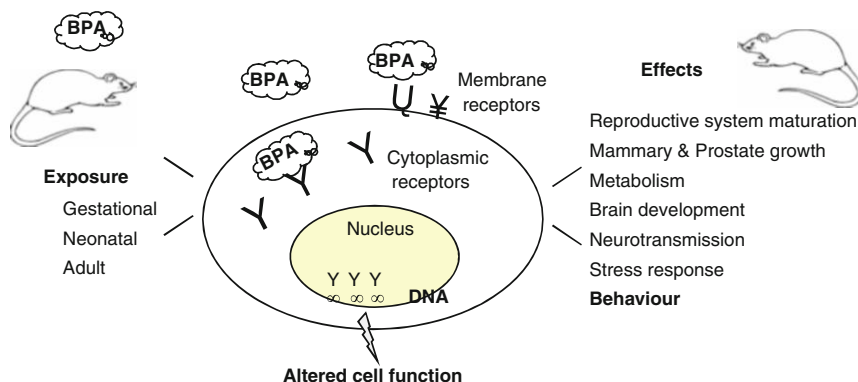 BPA
BPA
BPA
Membrane
receptors
BPA
Cytoplasmic
receptors
Exposure
Gestational
Neonatal
Adult
Nucleus
Y Y Y
∞ ∞ ∞ DNA
Altered cell function
Effects
Reproductive system maturation
Mammary & Prostate growth
Metabolism
Brain development
Neurotransmission
Stress response
Behaviour